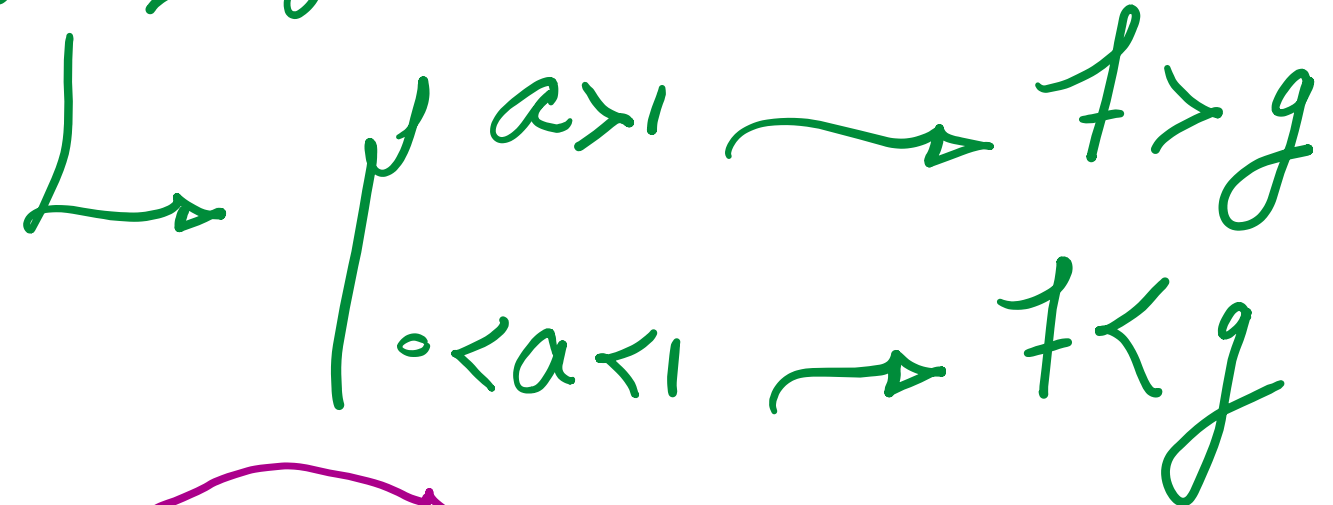 a>1 → f>g
0<a<1 → f<g